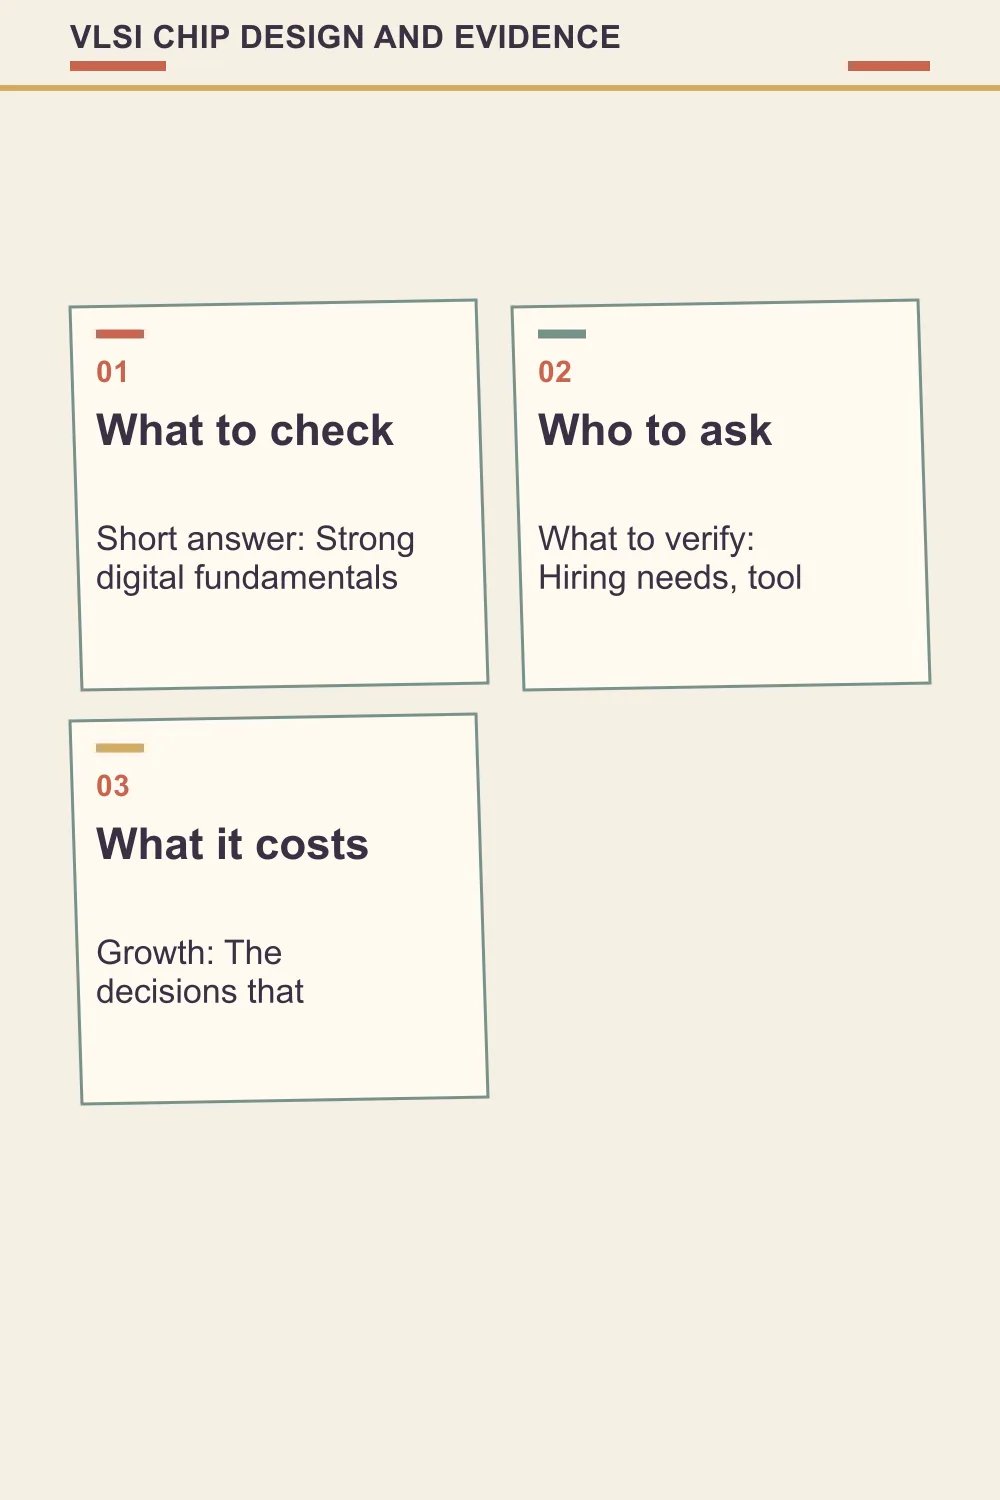 VLSI CHIP DESIGN AND EVIDENCE
01
What to check
Short answer: Strong
digital fundamentals
02
Who to ask
What to verify:
Hiring needs, tool
03
What it costs
Growth: The
decisions that